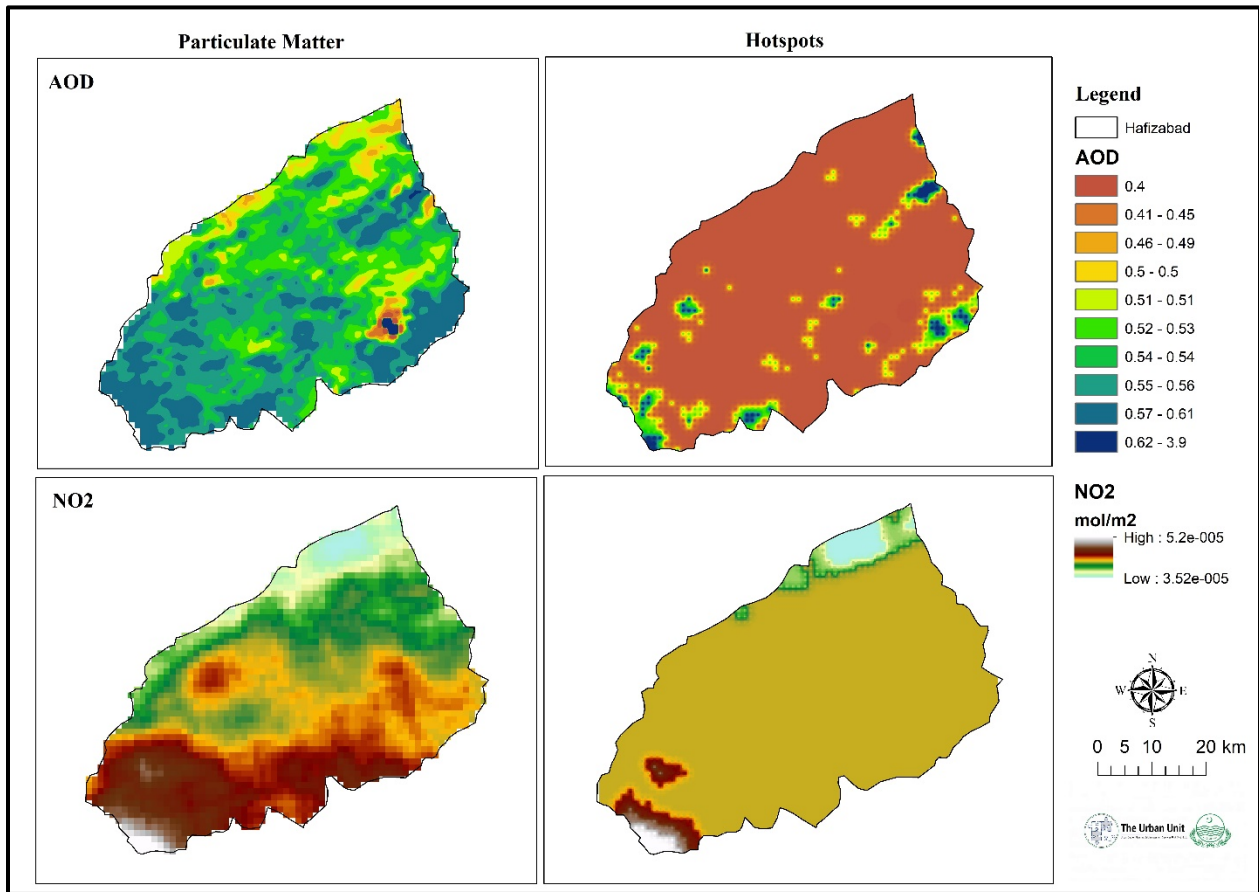 Particulate Matter
Hotspots
AOD
Legend
Hafizabad
AOD
0.4
0.41 - 0.45
0.46 - 0.49
0.5 - 0.5
0.51 - 0.51
0.52 - 0.53
0.54 - 0.54
0.55 - 0.56
0.57 - 0.61
0.62 - 3.9
NO2
NO2
mol/m2
High : 5.2e-005
Low : 3.52e-005
N
W E
S
0 5 10 20 km
The Urban Unit